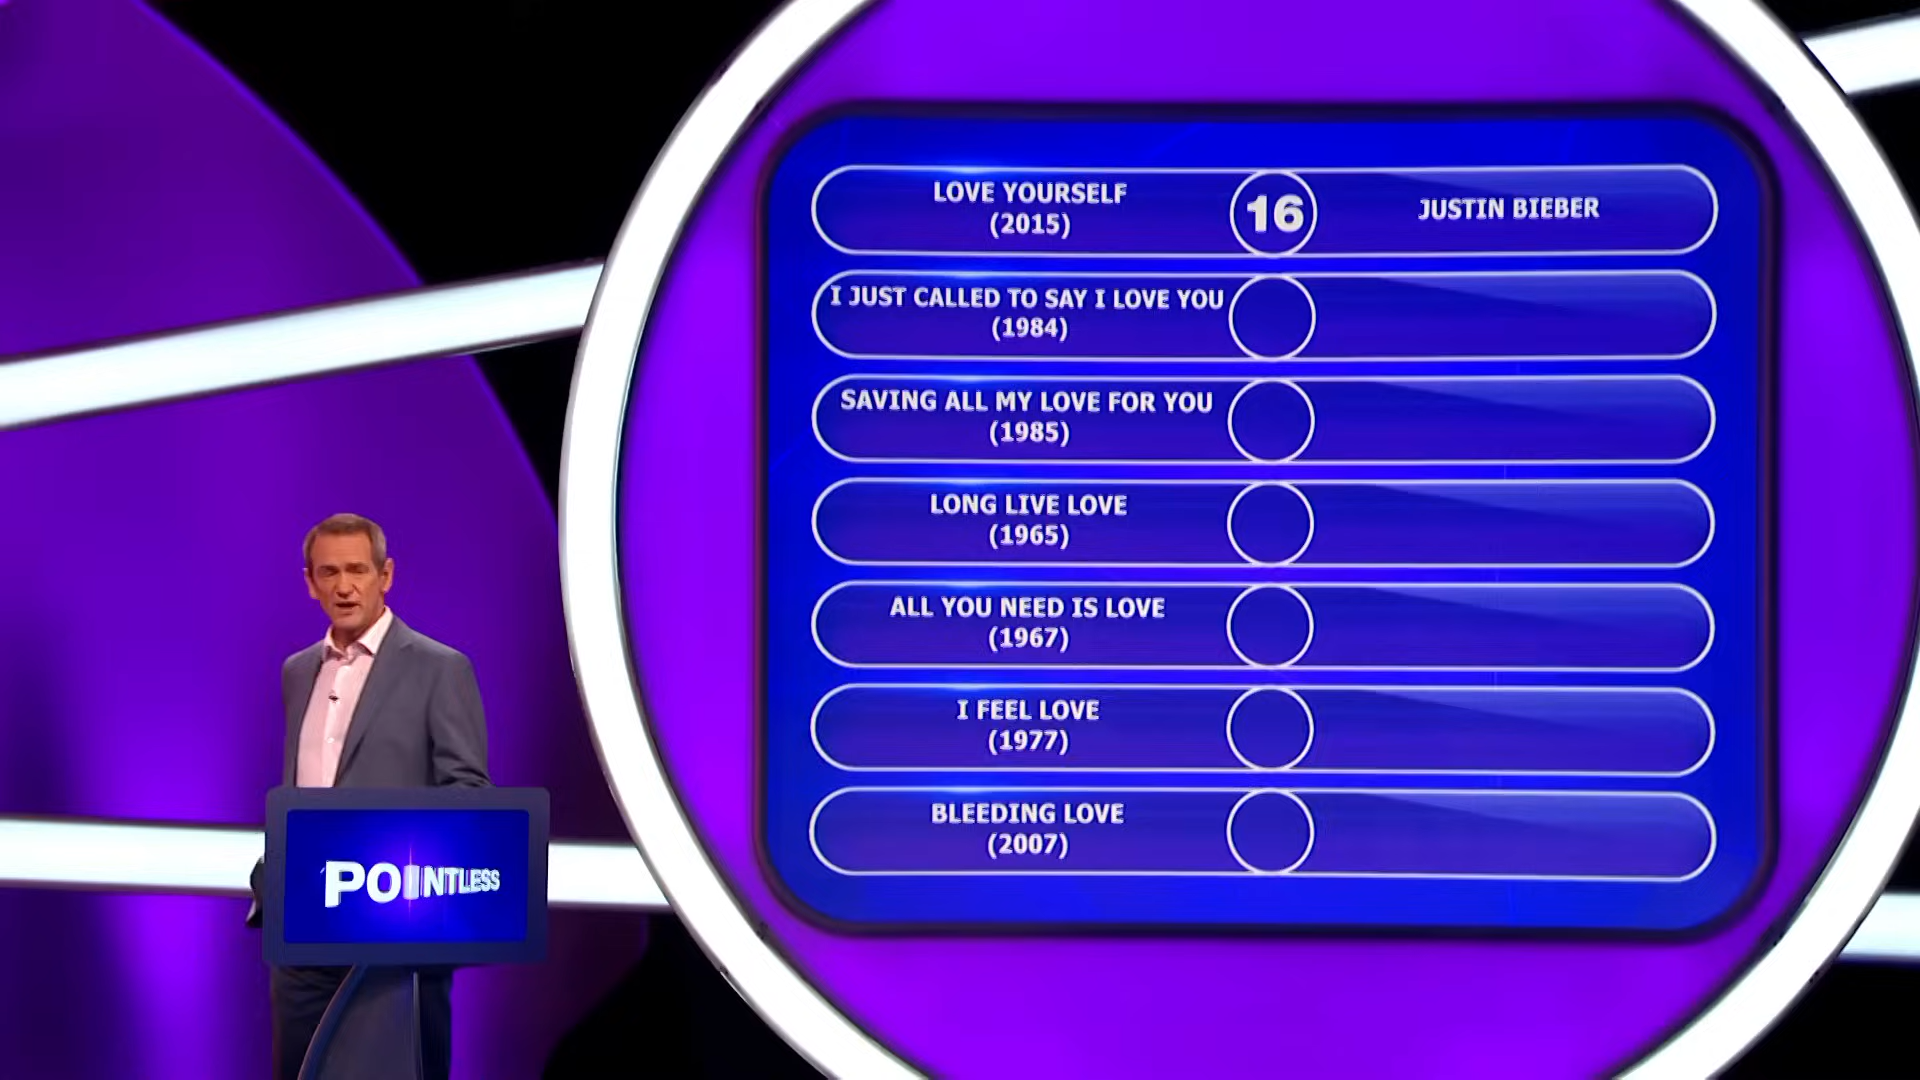 LOVE YOURSELF
(2015)
16
JUSTIN BIEBER
I JUST CALLED TO SAY I LOVE YOU
(1984)
SAVING ALL MY LOVE FOR YOU
(1985)
LONG LIVE LOVE
(1965)
ALL YOU NEED IS LOVE
(1967)
I FEEL LOVE
(1977)
BLEEDING LOVE
(2007)
POINTLESS